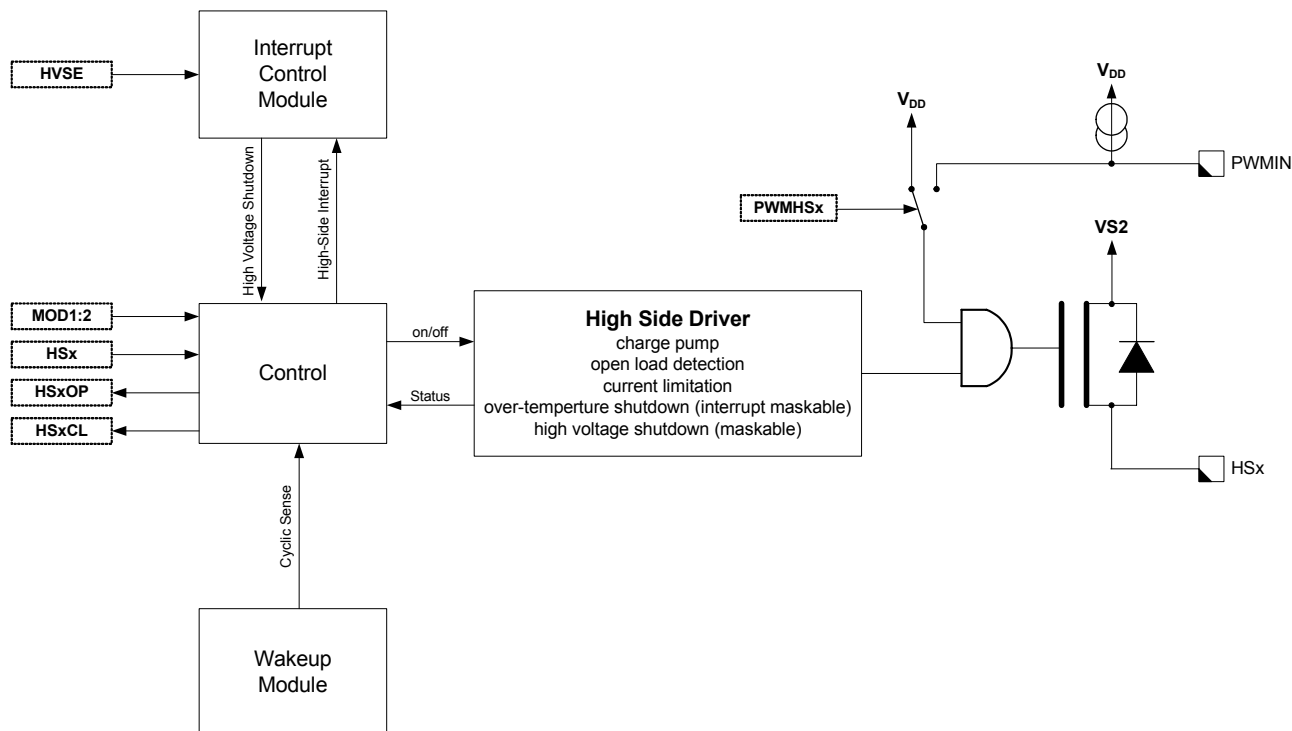 Interrupt
Control
Module
HVSE
High Voltage Shutdown
High-Side Interrupt
VDD
VDD
PWMIN
PWMHSx
VS2
MOD1:2
HSx
HSxOP
HSxCL
Control
on/off
Status
High Side Driver
charge pump
open load detection
current limitation
over-temperture shutdown (interrupt maskable)
high voltage shutdown (maskable)
HSx
Cyclic Sense
Wakeup
Module